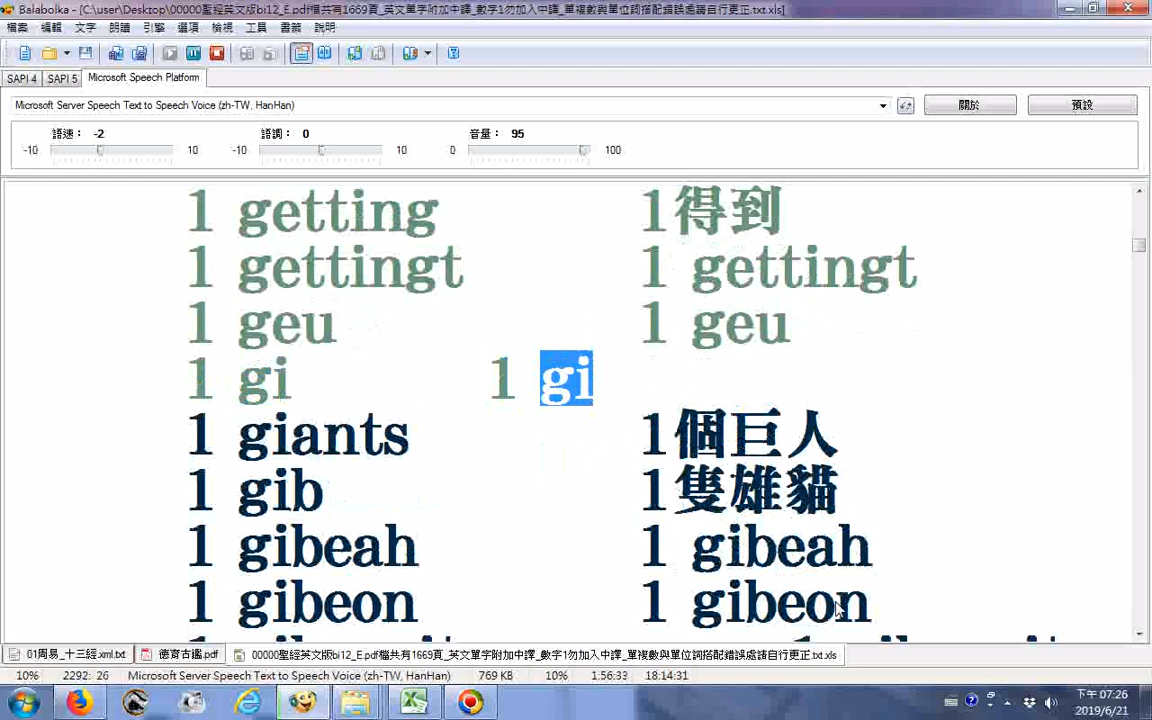 Balabolka - [C:\user\Desktop\00000聖經英文版bi12_E.pdf檔共有1669頁_英文單字附加中譯_數字1勿加入中譯_單複數與單位詞搭配錯誤處請自行更正.txt.xls]
檔案 編輯 文字 朗讀 引擎 選項 檢視 工具 書籤 說明
SAPI 4 SAPI 5 Microsoft Speech Platform
Microsoft Server Speech Text to Speech Voice (zh-TW, HanHan) 關於 預設
語速： -2 語調： 0 音量： 95
-10 10 -10 10 0 100
1 getting 1得到
1 gettingt 1 gettingt
1 geu 1 geu
1 gi 1 gi
1 giants 1個巨人
1 gib 1隻雄貓
1 gibeah 1 gibeah
1 gibeon 1 gibeon
01周易_十三經.xml.txt 德育古鑑.pdf 00000聖經英文版bi12_E.pdf檔共有1669頁_英文單字附加中譯_數字1勿加入中譯_單複數與單位詞搭配錯誤處請自行更正.txt.xls
10% 2292: 26 Microsoft Server Speech Text to Speech Voice (zh-TW, HanHan) 769 KB 10% 1:56:33 18:14:31
下午 07:26
2019/6/21